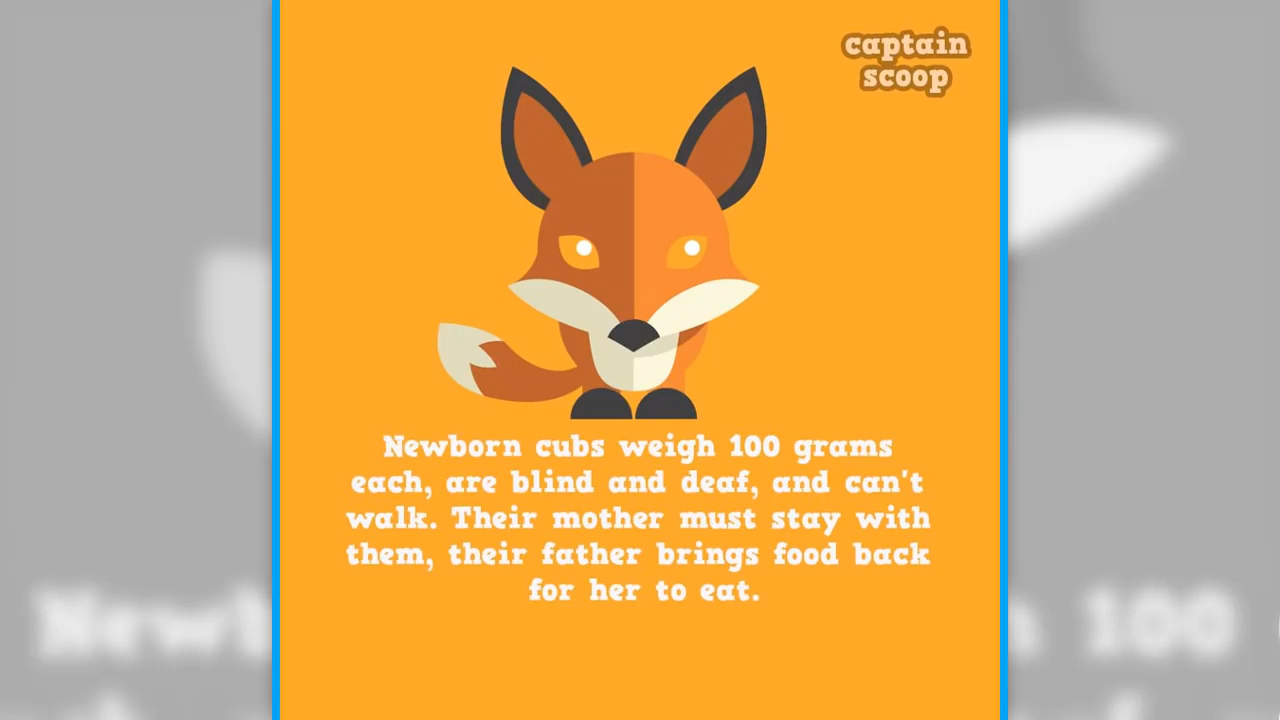 captain
scoop
Newborn cubs weigh 100 grams
each, are blind and deaf, and can't
walk. Their mother must stay with
them, their father brings food back
for her to eat.